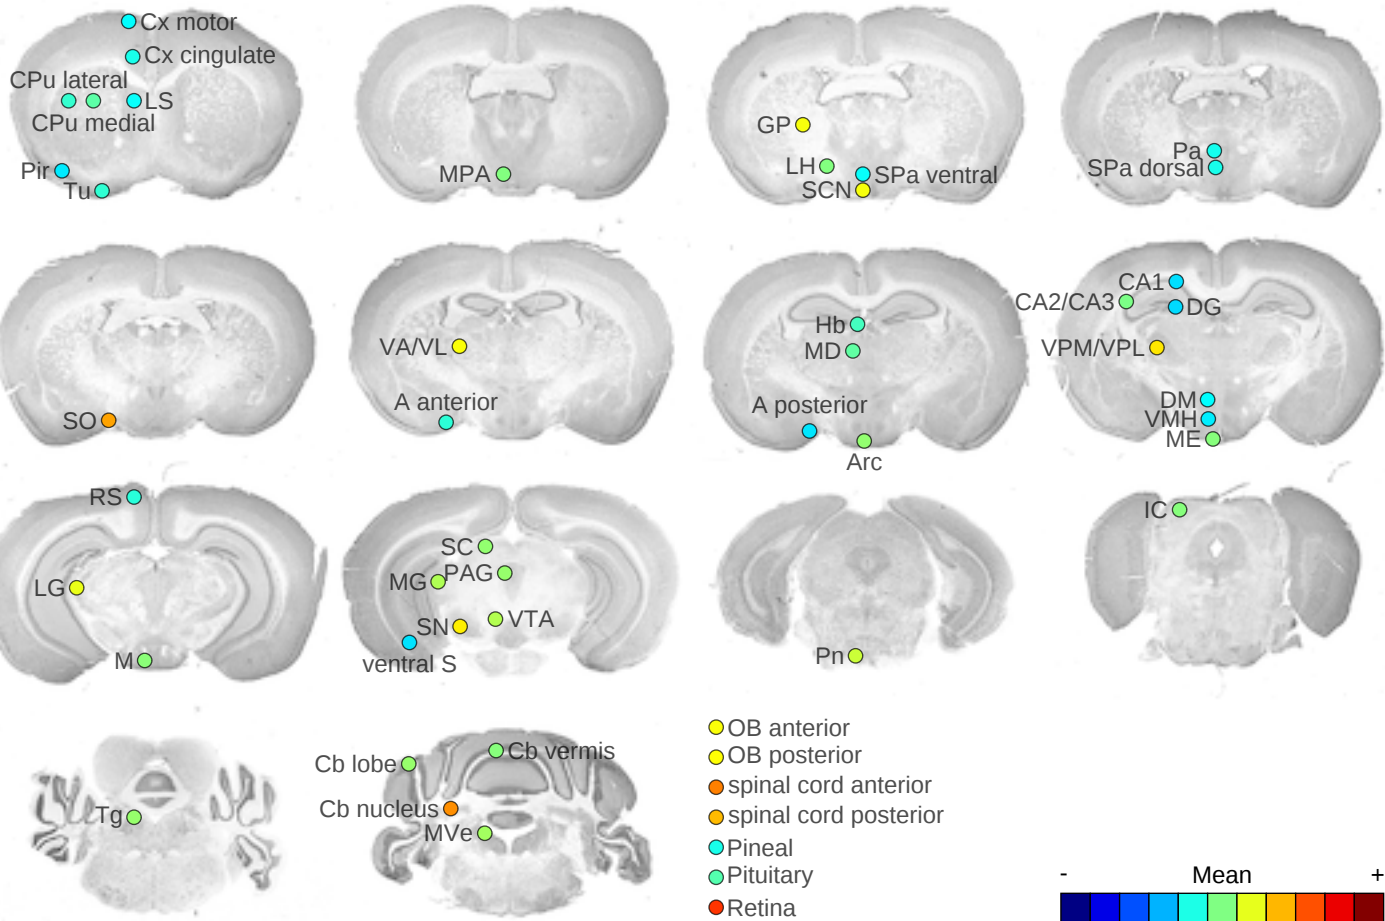 Cx motor
Cx cingulate
CPu lateral
LS
CPu medial
Pir
Tu
MPA
GP
LH
SPa ventral
SCN
Pa
SPa dorsal
SO
VA/VL
A anterior
Hb
MD
A posterior
Arc
CA1
CA2/CA3
DG
VPM/VPL
DM
VMH
ME
RS
LG
M
SC
MG
PAG
SN
VTA
ventral S
Pn
IC
Tg
Cb lobe
Cb vermis
Cb nucleus
MVe
OB anterior
OB posterior
spinal cord anterior
spinal cord posterior
Pineal
Pituitary
Retina
- Mean +